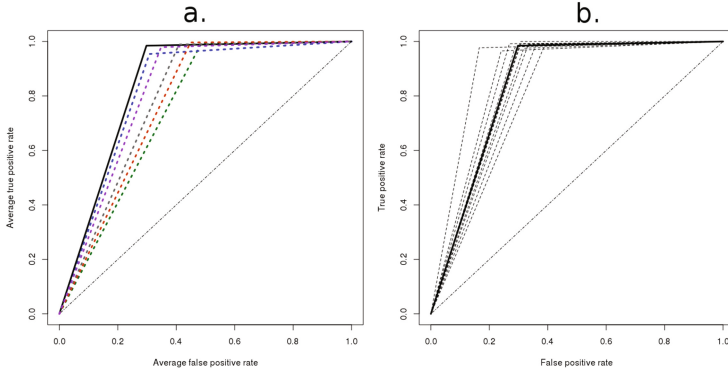 a.
1.0
0.8
0.6
0.4
0.2
0.0
Average true positive rate
0.0 0.2 0.4 0.6 0.8 1.0
Average false positive rate
b.
1.0
0.8
0.6
0.4
0.2
0.0
True positive rate
0.0 0.2 0.4 0.6 0.8 1.0
False positive rate